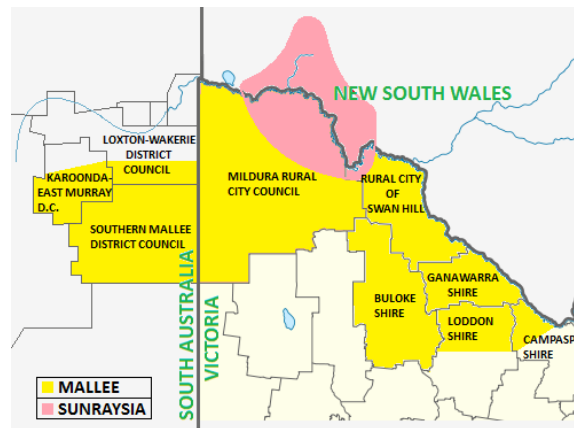 NEW SOUTH WALES
LOXTON-WAKERIE
DISTRICT
COUNCIL
KAROONDA-
EAST MURRAY
D.C.
MILDURA RURAL
CITY COUNCIL
RURAL CITY
OF
SWAN HILL
SOUTHERN MALLEE
DISTRICT COUNCIL
GANAWARRA
SHIRE
BULOKE
SHIRE
LODDON
SHIRE
CAMPASP
SHIRE
SOUTH AUSTRALIA
VICTORIA
MALLEE
SUNRAYSIA